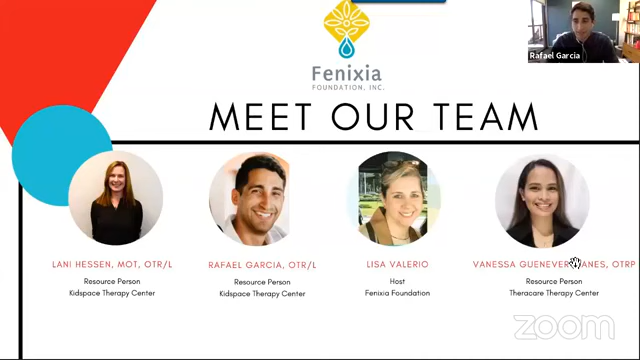 Rafael Garcia
Fenixia
FOUNDATION, INC.
MEET OUR TEAM
LANI HESSEN, MOT, OTR/L
Resource Person
Kidspace Therapy Center
RAFAEL GARCIA, OTR/L
Resource Person
Kidspace Therapy Center
LISA VALERIO
Host
Fenixia Foundation
VANESSA OTRP
Resource Person
Theracare Therapy Center
zoom